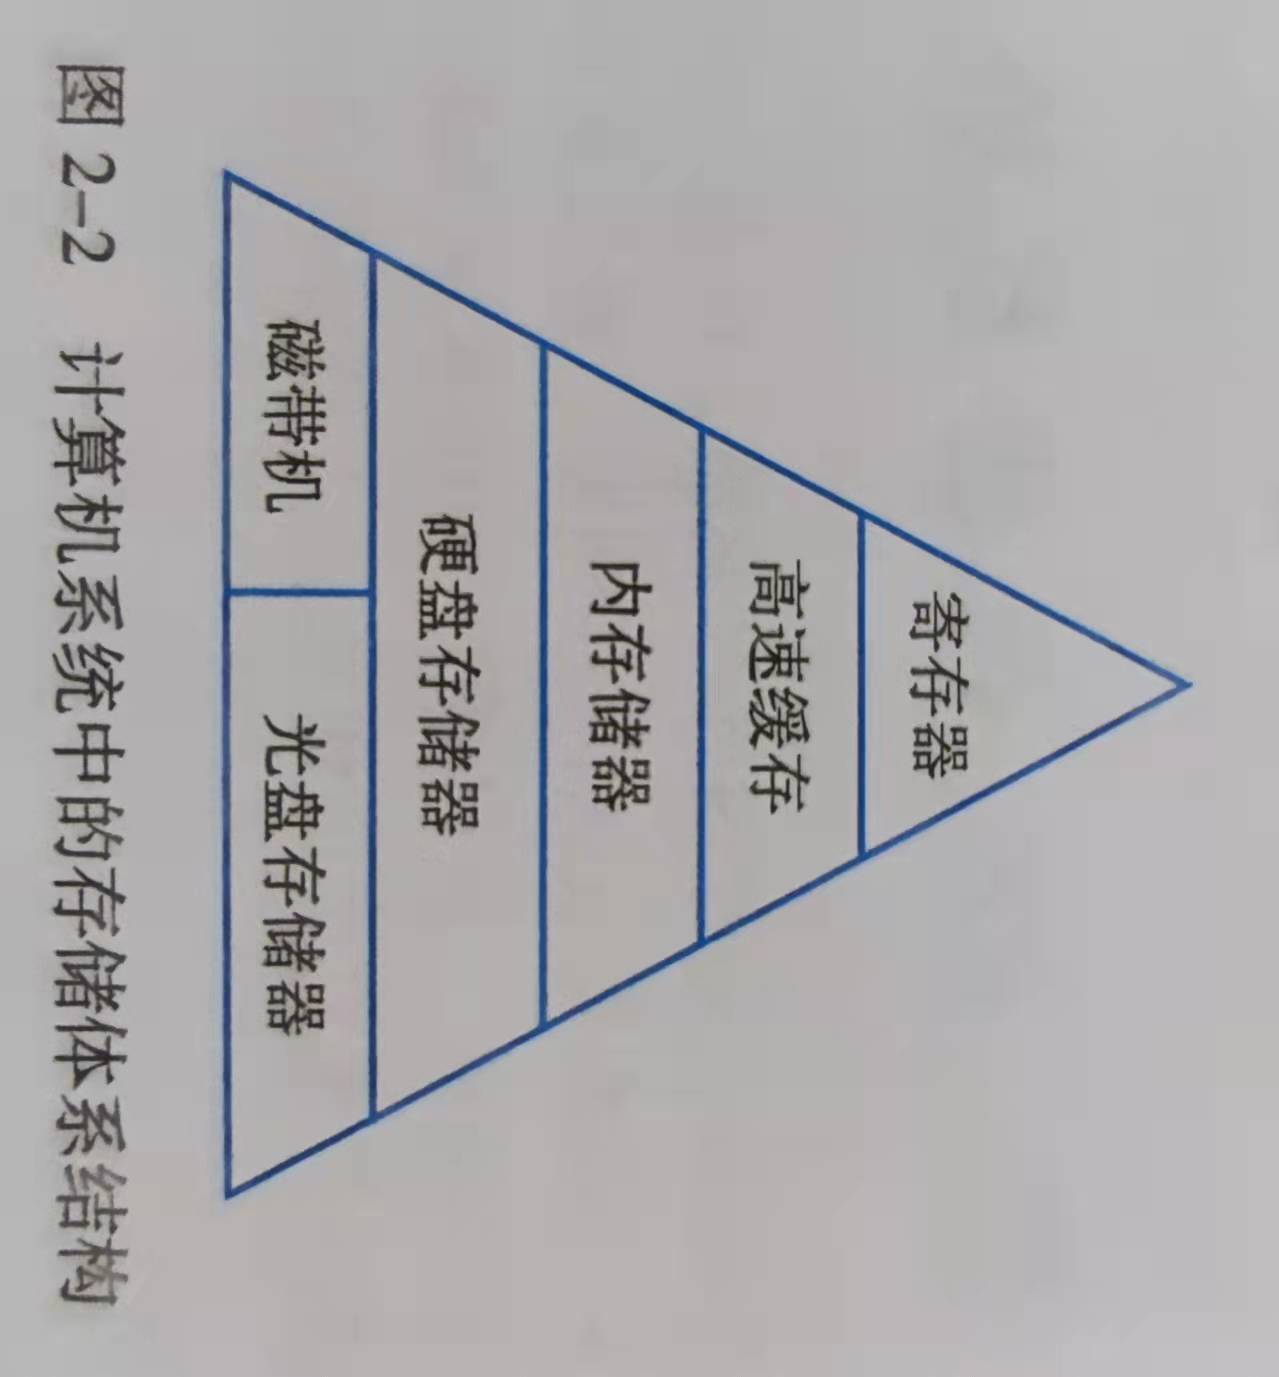 寄存器
高速缓存
内存储器
硬盘存储器
磁带机 光盘存储器
图 2-2 计算机系统中的存储体系结构